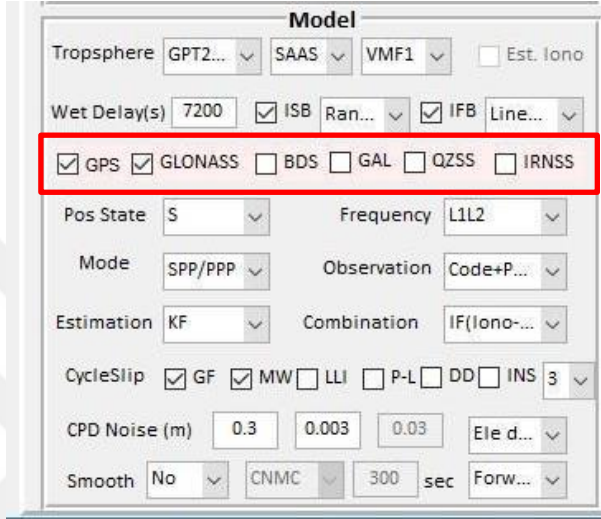 Model
Tropsphere GPT2... SAAS VMF1 Est. Iono
Wet Delay(s) 7200 ISB Ran... IFB Line...
GPS GLONASS BDS GAL QZSS IRNSS
Pos State S Frequency L1L2
Mode SPP/PPP Observation Code+P...
Estimation KF Combination IF(Iono-...
CycleSlip GF MW LLI P-L DD INS 3
CPD Noise (m) 0.3 0.003 0.03 Ele d...
Smooth No CNMC 300 sec Forw...